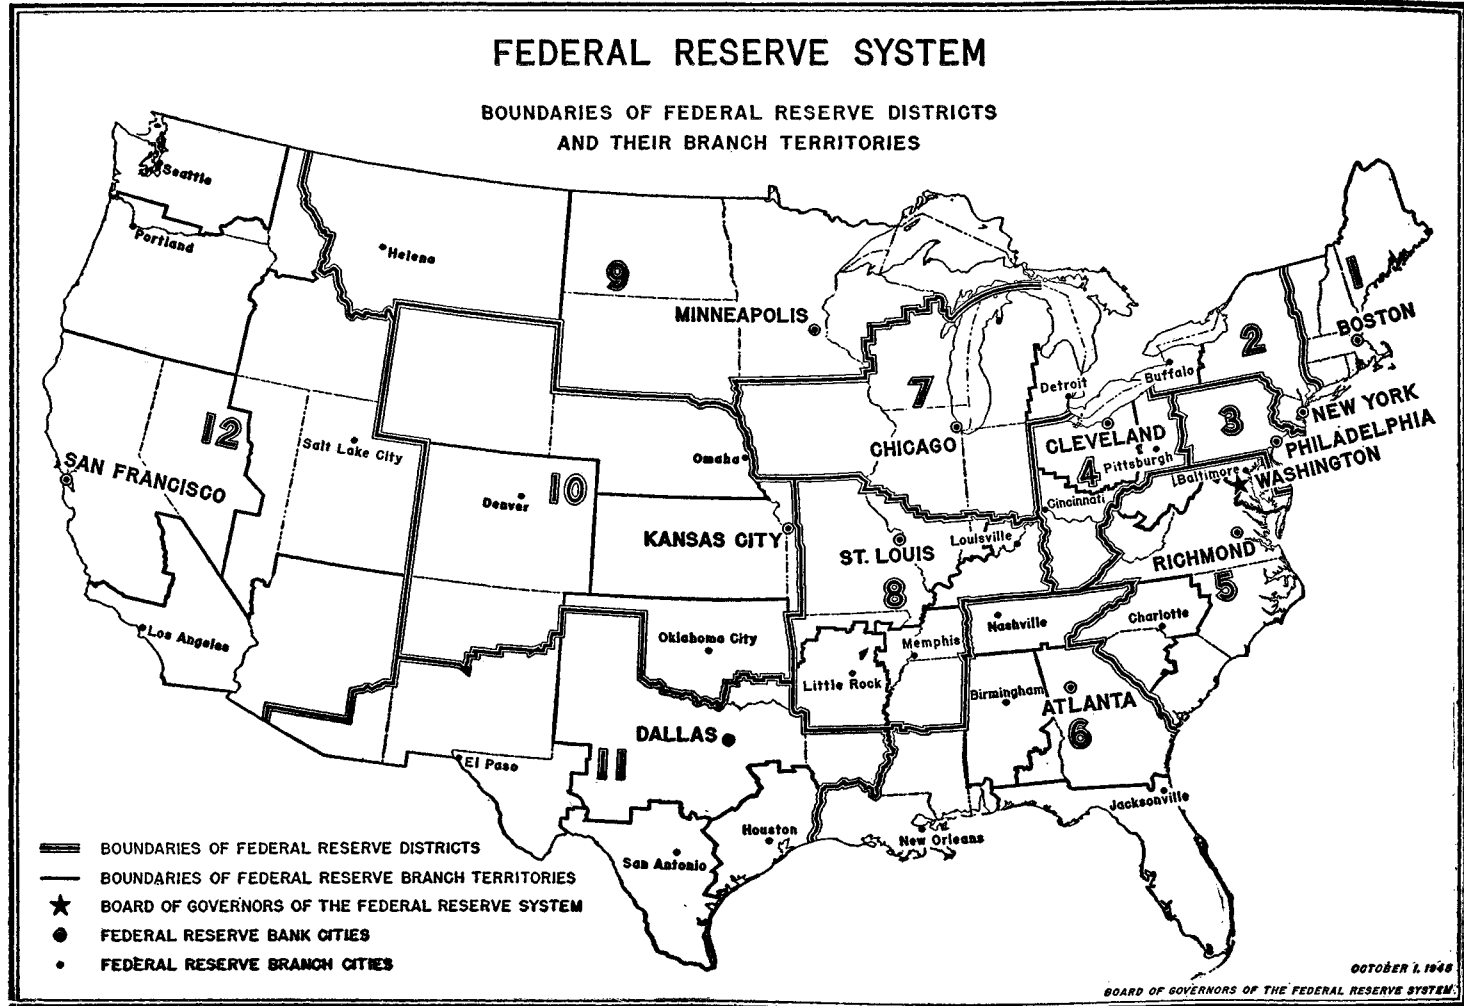 FEDERAL RESERVE SYSTEM
BOUNDARIES OF FEDERAL RESERVE DISTRICTS
AND THEIR BRANCH TERRITORIES
Seattle
Portland
Helena
9
MINNEAPOLIS
1
BOSTON
2
Buffalo
Detroit
7
NEW YORK
3
PHILADELPHIA
12
Salt Lake City
SAN FRANCISCO
CHICAGO
CLEVELAND
4
Pittsburgh
WASHINGTON
Baltimore
Omaha
Denver
10
Cincinnati
KANSAS CITY
ST. LOUIS
8
Louisville
RICHMOND
5
Los Angeles
Oklahoma City
Memphis
Nashville
Charlotte
Little Rock
Birmingham
ATLANTA
6
DALLAS
11
El Paso
Jacksonville
Houston
New Orleans
San Antonio
BOUNDARIES OF FEDERAL RESERVE DISTRICTS
BOUNDARIES OF FEDERAL RESERVE BRANCH TERRITORIES
BOARD OF GOVERNORS OF THE FEDERAL RESERVE SYSTEM
FEDERAL RESERVE BANK CITIES
FEDERAL RESERVE BRANCH CITIES
OCTOBER 1, 1948
BOARD OF GOVERNORS OF THE FEDERAL RESERVE SYSTEM.